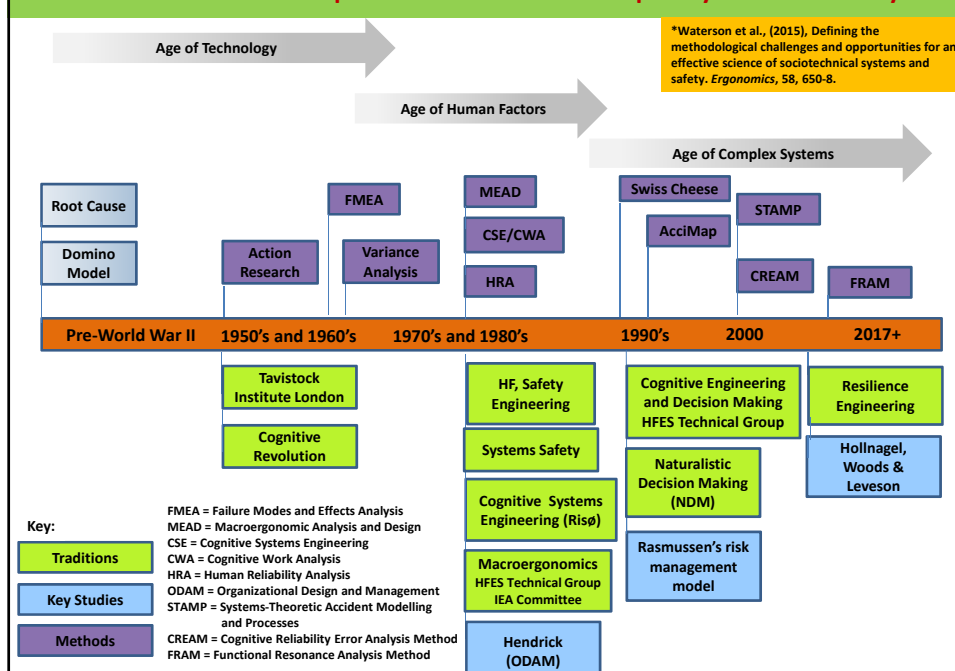 Age of Technology
*Waterson et al., (2015), Defining the
methodological challenges and opportunities for an
effective science of sociotechnical systems and
safety. Ergonomics, 58, 650-8.
Age of Human Factors
Age of Complex Systems
Root Cause
Domino
Model
Action
Research
FMEA
Variance
Analysis
MEAD
CSE/CWA
HRA
Swiss Cheese
AcciMap
STAMP
CREAM
FRAM
Pre-World War II
1950's and 1960's
1970's and 1980's
1990's
2000
2017+
Tavistock
Institute London
Cognitive
Revolution
HF, Safety
Engineering
Systems Safety
Cognitive Systems
Engineering (Risø)
Macroergonomics
HFES Technical Group
IEA Committee
Hendrick
(ODAM)
Cognitive Engineering
and Decision Making
HFES Technical Group
Naturalistic
Decision Making
(NDM)
Rasmussen's risk
management
model
Resilience
Engineering
Hollnagel,
Woods &
Leveson
Key:
Traditions
Key Studies
Methods
FMEA = Failure Modes and Effects Analysis
MEAD = Macroergonomic Analysis and Design
CSE = Cognitive Systems Engineering
CWA = Cognitive Work Analysis
HRA = Human Reliability Analysis
ODAM = Organizational Design and Management
STAMP = Systems-Theoretic Accident Modelling
and Processes
CREAM = Cognitive Reliability Error Analysis Method
FRAM = Functional Resonance Analysis Method